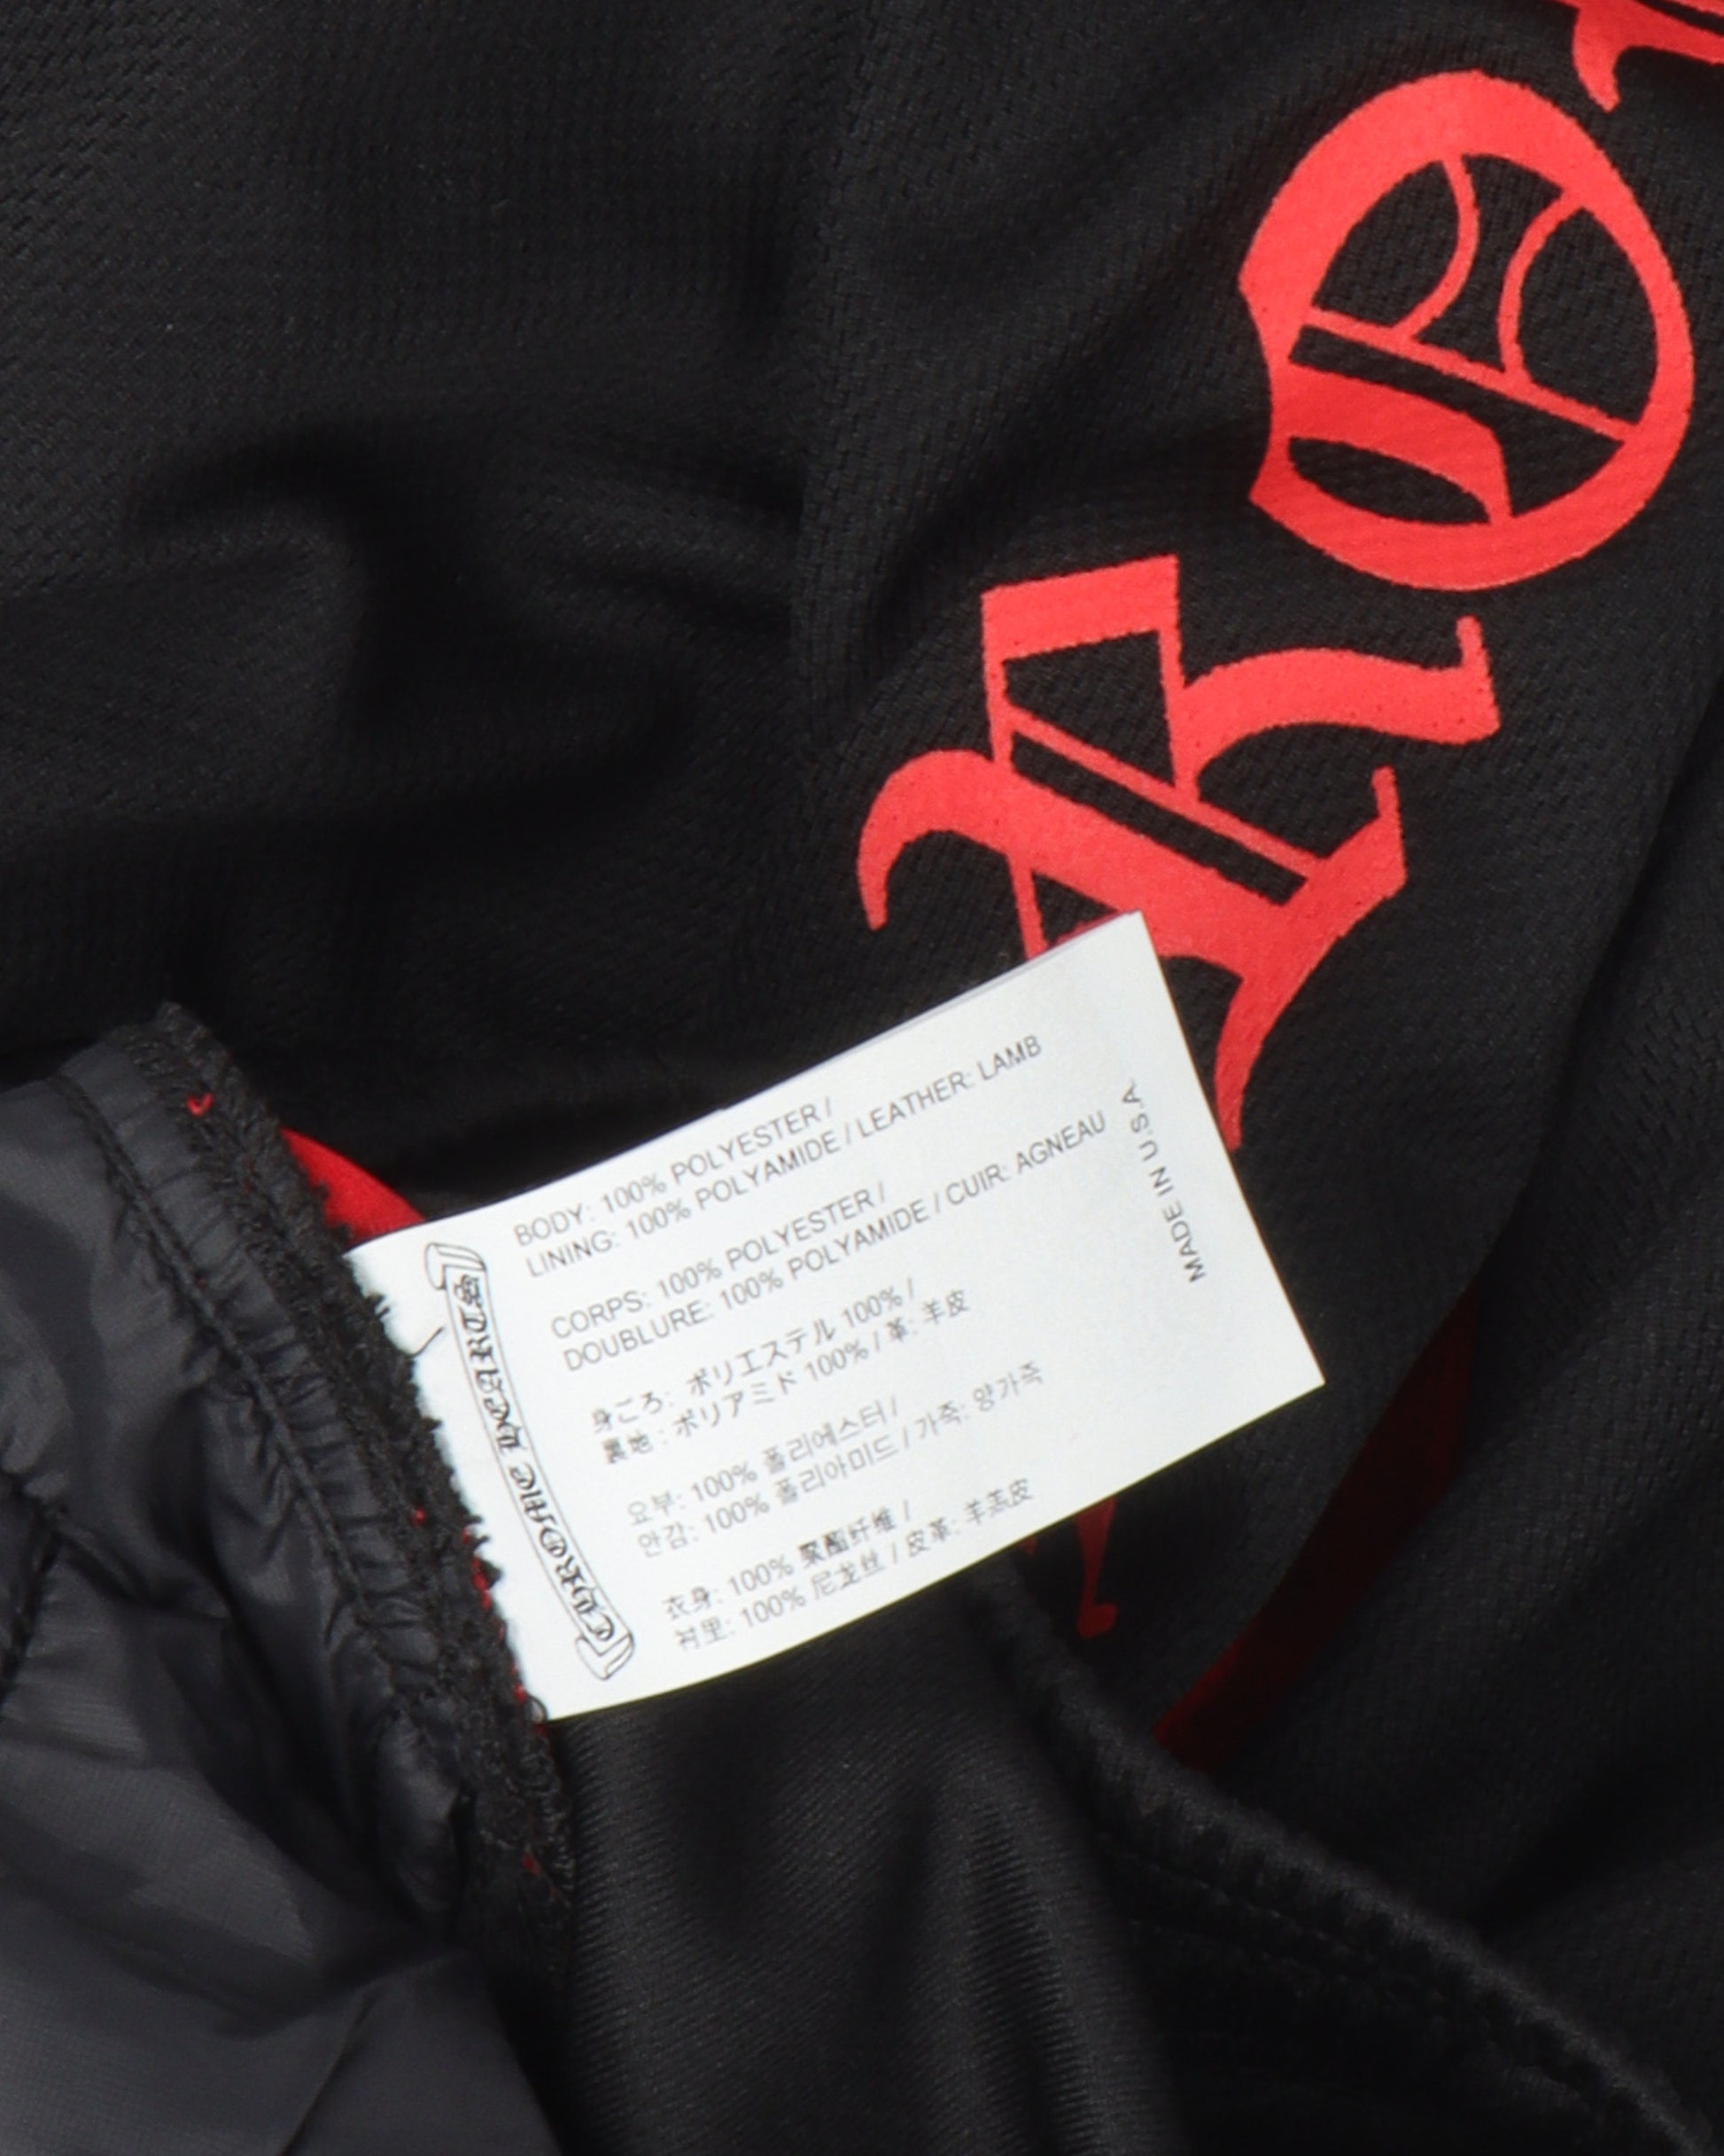 BODY: 100% POLYESTER /
LINING: 100% POLYAMIDE / LEATHER: LAMB
CORPS: 100% POLYESTER /
DOUBLURE: 100% POLYAMIDE / CUIR: AGNEAU
身ごろ: ポリエステル 100% /
裏地 : ポリアミド 100% / 革: 羊皮
요부: 100% 폴리에스터 /
안감: 100% 폴리아미드 / 가죽: 양가죽
衣身: 100% 聚酯纤维 /
衬里: 100% 尼龙丝 / 皮革: 羊羔皮
MADE IN U.S.A
CHROME HEARTS